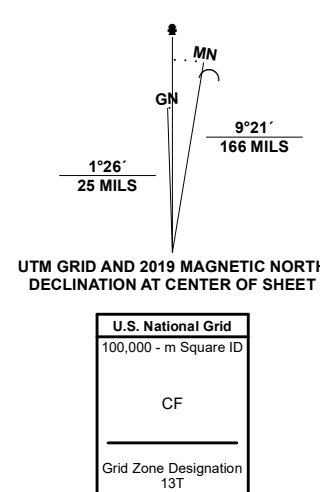 MN
GN
9°21´
166 MILS
1°26´
25 MILS
UTM GRID AND 2019 MAGNETIC NORTH
DECLINATION AT CENTER OF SHEET
U.S. National Grid
100,000 - m Square ID
CF
Grid Zone Designation
13T